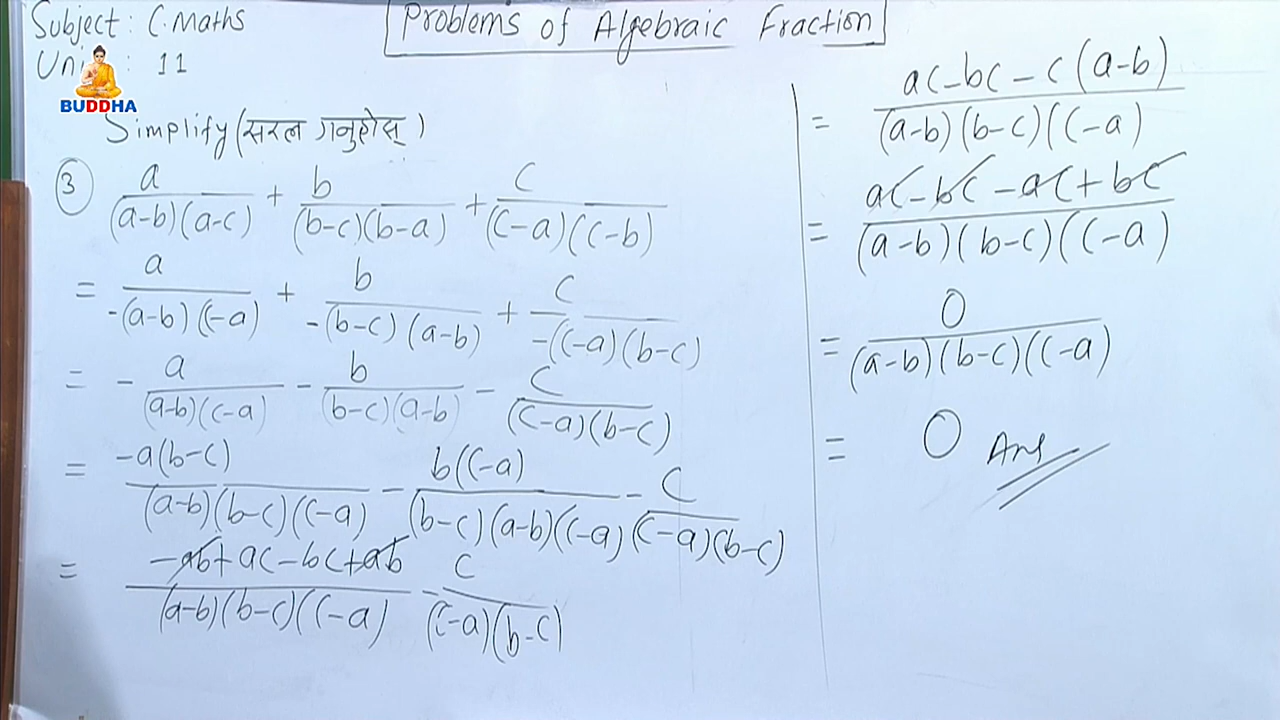 Subject: C. Maths
Problems of Algebraic Fraction
Unit : 11
BUDDHA
Simplify (सरल गर्नुहोस्)
③ a/(a-b)(a-c) + b/(b-c)(b-a) + c/(c-a)(c-b)
= a/-(a-b)(c-a) + b/-(b-c)(a-b) + c/-(c-a)(b-c)
= - a/(a-b)(c-a) - b/(b-c)(a-b) - c/(c-a)(b-c)
= -a(b-c)/(a-b)(b-c)(c-a) - b(c-a)/(b-c)(a-b)(c-a) - c/(c-a)(b-c)
= -ab+ac-bc+ab/(a-b)(b-c)(c-a) - c/(c-a)(b-c)
= ac-bc-c(a-b)/(a-b)(b-c)(c-a)
= ac-bc-ac+bc/(a-b)(b-c)(c-a)
= 0/(a-b)(b-c)(c-a)
= 0 Ans